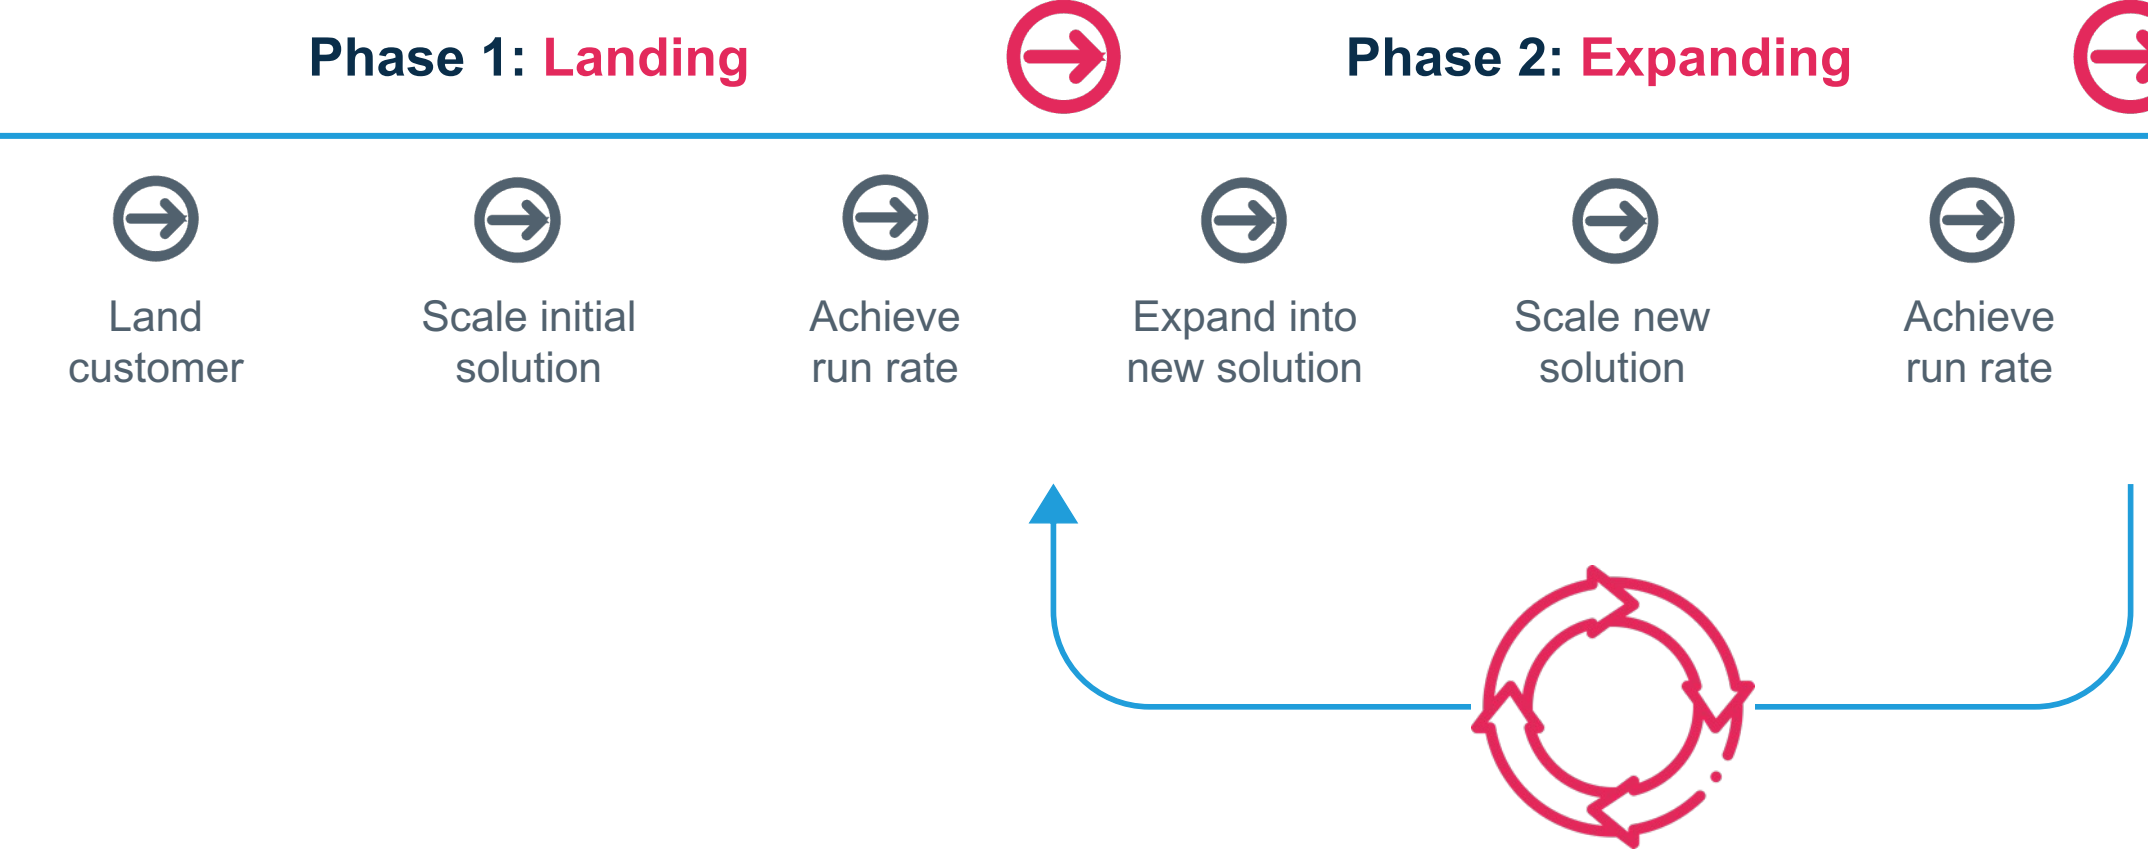 Phase 1: Landing
Phase 2: Expanding
Land
customer
Scale initial
solution
Achieve
run rate
Expand into
new solution
Scale new
solution
Achieve
run rate